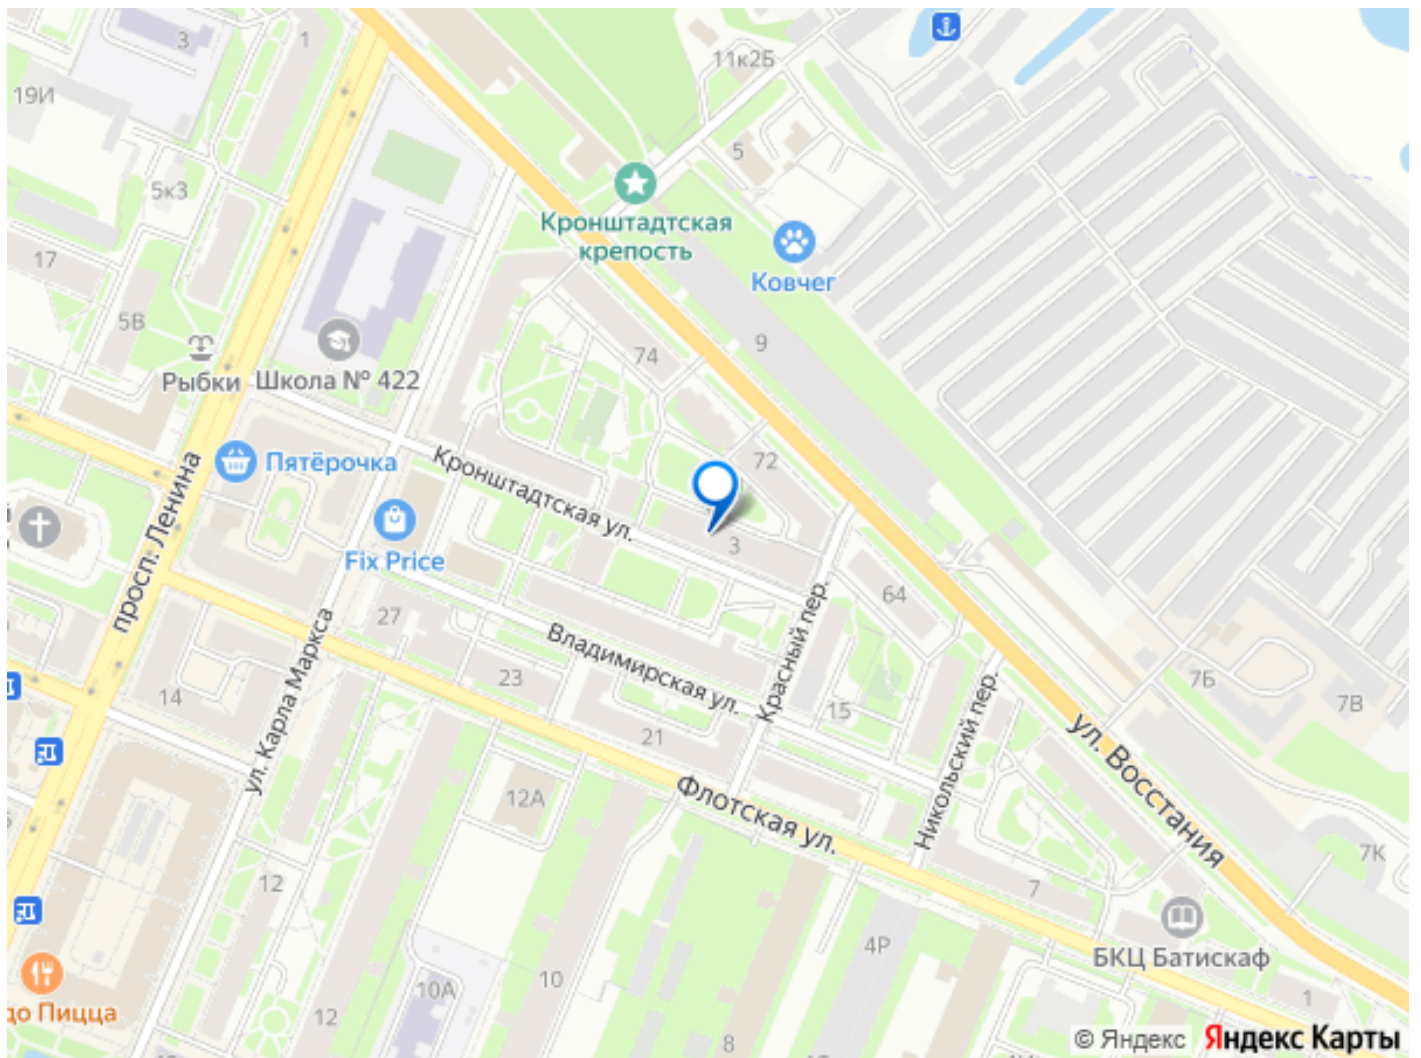 3
1
11к2Б
19И
5
5к3
Кронштадтская
крепость
17
Ковчег
5В
9
74
Рыбки
Школа № 422
72
Пятёрочка
Кронштадтская ул.
просп. Ленина
Fix Price
3
64
27
Красный пер.
Владимирская ул.
ул. Карла Маркса
23
7Б
14
15
7В
21
Никольский пер.
ул. Восстания
12А
Флотская ул.
7К
12
7
4Р
БКЦ Батискаф
10
10А
до Пицца
12
1
8
© Яндекс
Яндекс Карты